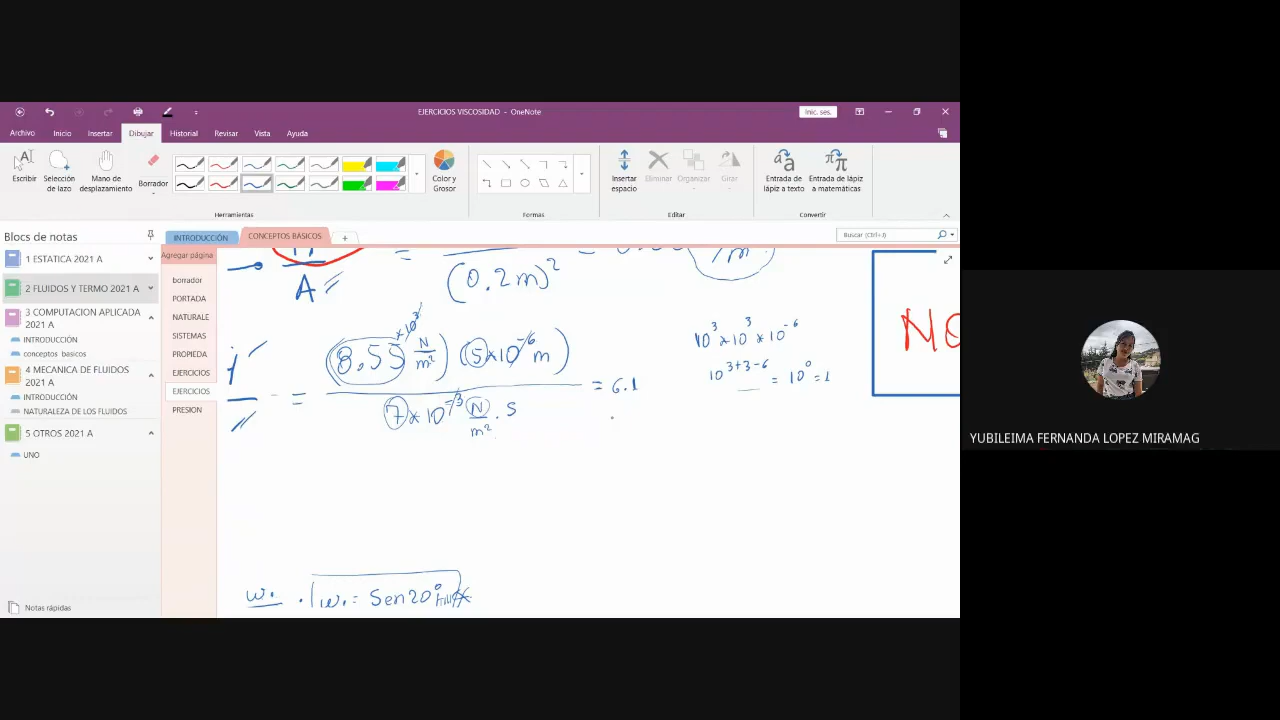 EJERCICIOS VISCOSIDAD - OneNote
Inic. ses.
Archivo Inicio Insertar Dibujar Historial Revisar Vista Ayuda
Escribir Selección de lazo Mano de desplazamiento Borrador Color y Grosor Insertar espacio Eliminar Organizar Girar Entrada de lápiz a texto Entrada de lápiz a matemáticas
Herramientas Formas Editar Convertir
Blocs de notas
INTRODUCCIÓN CONCEPTOS BÁSICOS +
Buscar (Ctrl+J)
1 ESTATICA 2021 A
2 FLUIDOS Y TERMO 2021 A
3 COMPUTACION APLICADA 2021 A
INTRODUCCIÓN
conceptos basicos
4 MECANICA DE FLUIDOS 2021 A
INTRODUCCIÓN
NATURALEZA DE LOS FLUIDOS
5 OTROS 2021 A
UNO
Notas rápidas
Agregar página
borrador
PORTADA
NATURALE
SISTEMAS
PROPIEDA
EJERCICIOS
EJERCICIOS
PRESION
A = (0.2m)² = /m
= (8.55 *10³ N/m²) (5*10⁻⁶ m)
7 *10⁻³ N/m² . s
= 6.1
10³ * 10³ * 10⁻⁶
10³⁺³⁻⁶ = 10⁰ = 1
W. . W. = Sen20°
YUBILEIMA FERNANDA LOPEZ MIRAMAG